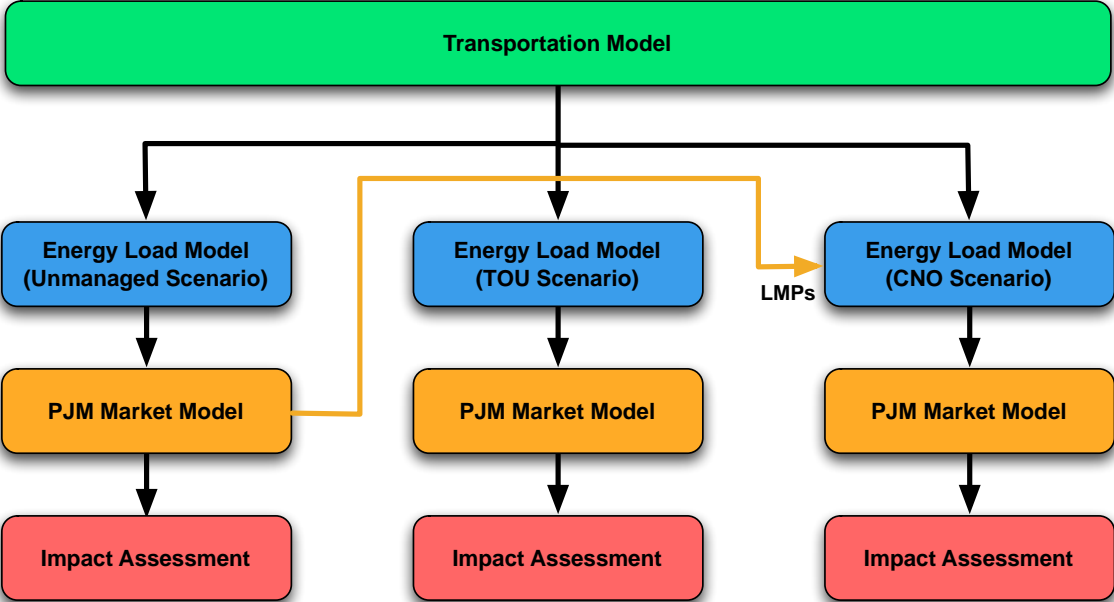 Transportation Model
Energy Load Model
(Unmanaged Scenario)
Energy Load Model
(TOU Scenario)
Energy Load Model
(CNO Scenario)
LMPs
PJM Market Model
PJM Market Model
PJM Market Model
Impact Assessment
Impact Assessment
Impact Assessment